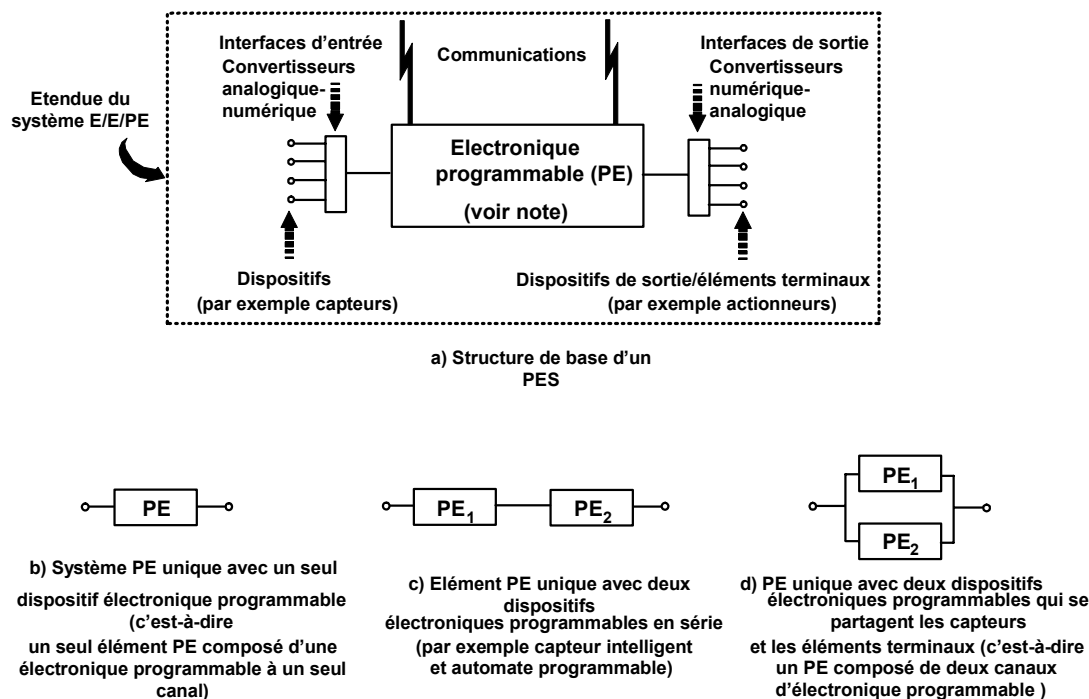 Interfaces d'entrée
Convertisseurs
analogique-
numérique
Communications
Interfaces de sortie
Convertisseurs
numérique-
analogique
Etendue du
système E/E/PE
Electronique
programmable (PE)
(voir note)
Dispositifs
(par exemple capteurs)
Dispositifs de sortie/éléments terminaux
(par exemple actionneurs)
a) Structure de base d'un
PES
PE
b) Système PE unique avec un seul
dispositif électronique programmable
(c'est-à-dire
un seul élément PE composé d'une
électronique programmable à un seul
canal)
PE₁
PE₂
c) Elément PE unique avec deux
dispositifs
électroniques programmables en série
(par exemple capteur intelligent
et automate programmable)
PE₁
PE₂
d) PE unique avec deux dispositifs
électroniques programmables qui se
partagent les capteurs
et les éléments terminaux (c'est-à-dire
un PE composé de deux canaux
d'électronique programmable )